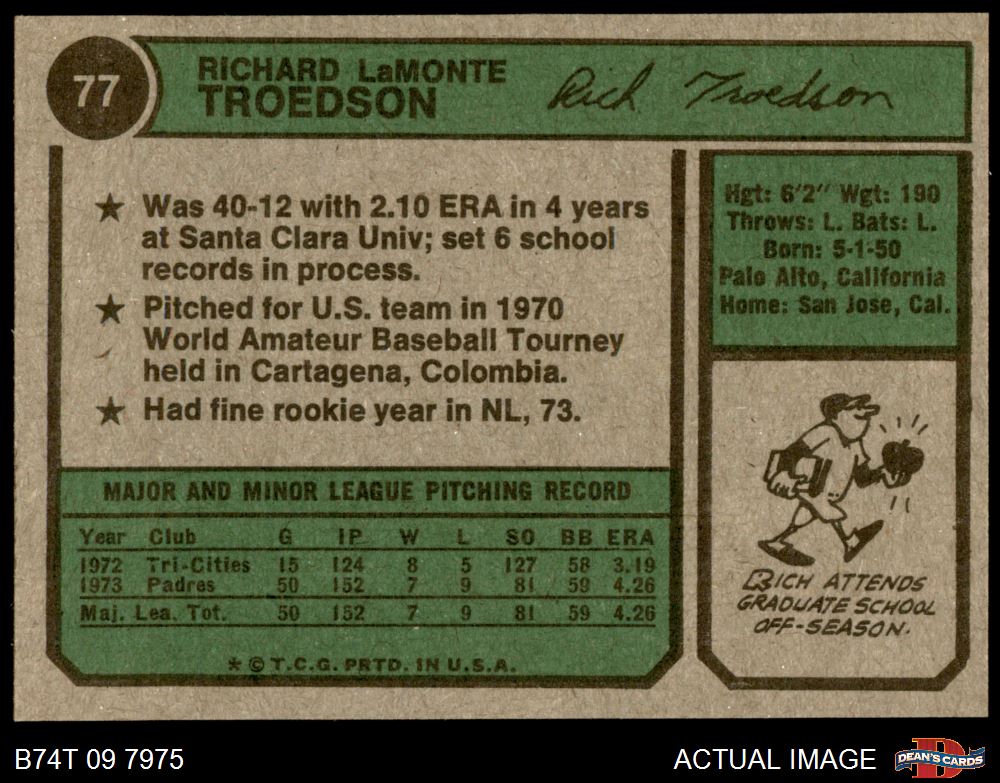 77
RICHARD LaMONTE
TROEDSON
Rich Troedson
★ Was 40-12 with 2.10 ERA in 4 years
at Santa Clara Univ; set 6 school
records in process.
★ Pitched for U.S. team in 1970
World Amateur Baseball Tourney
held in Cartagena, Colombia.
★ Had fine rookie year in NL, 73.
Hgt: 6'2" Wgt: 190
Throws: L. Bats: L.
Born: 5-1-50
Palo Alto, California
Home: San Jose, Cal.
MAJOR AND MINOR LEAGUE PITCHING RECORD
Year Club G IP W L SO BB ERA
1972 Tri-Cities 15 124 8 5 127 58 3.19
1973 Padres 50 152 7 9 81 59 4.26
Maj. Lea. Tot. 50 152 7 9 81 59 4.26
★ © T.C.G. PRTD. IN U.S.A.
RICH ATTENDS
GRADUATE SCHOOL
OFF-SEASON.
B74T 09 7975
ACTUAL IMAGE
D
DEAN'S CARDS